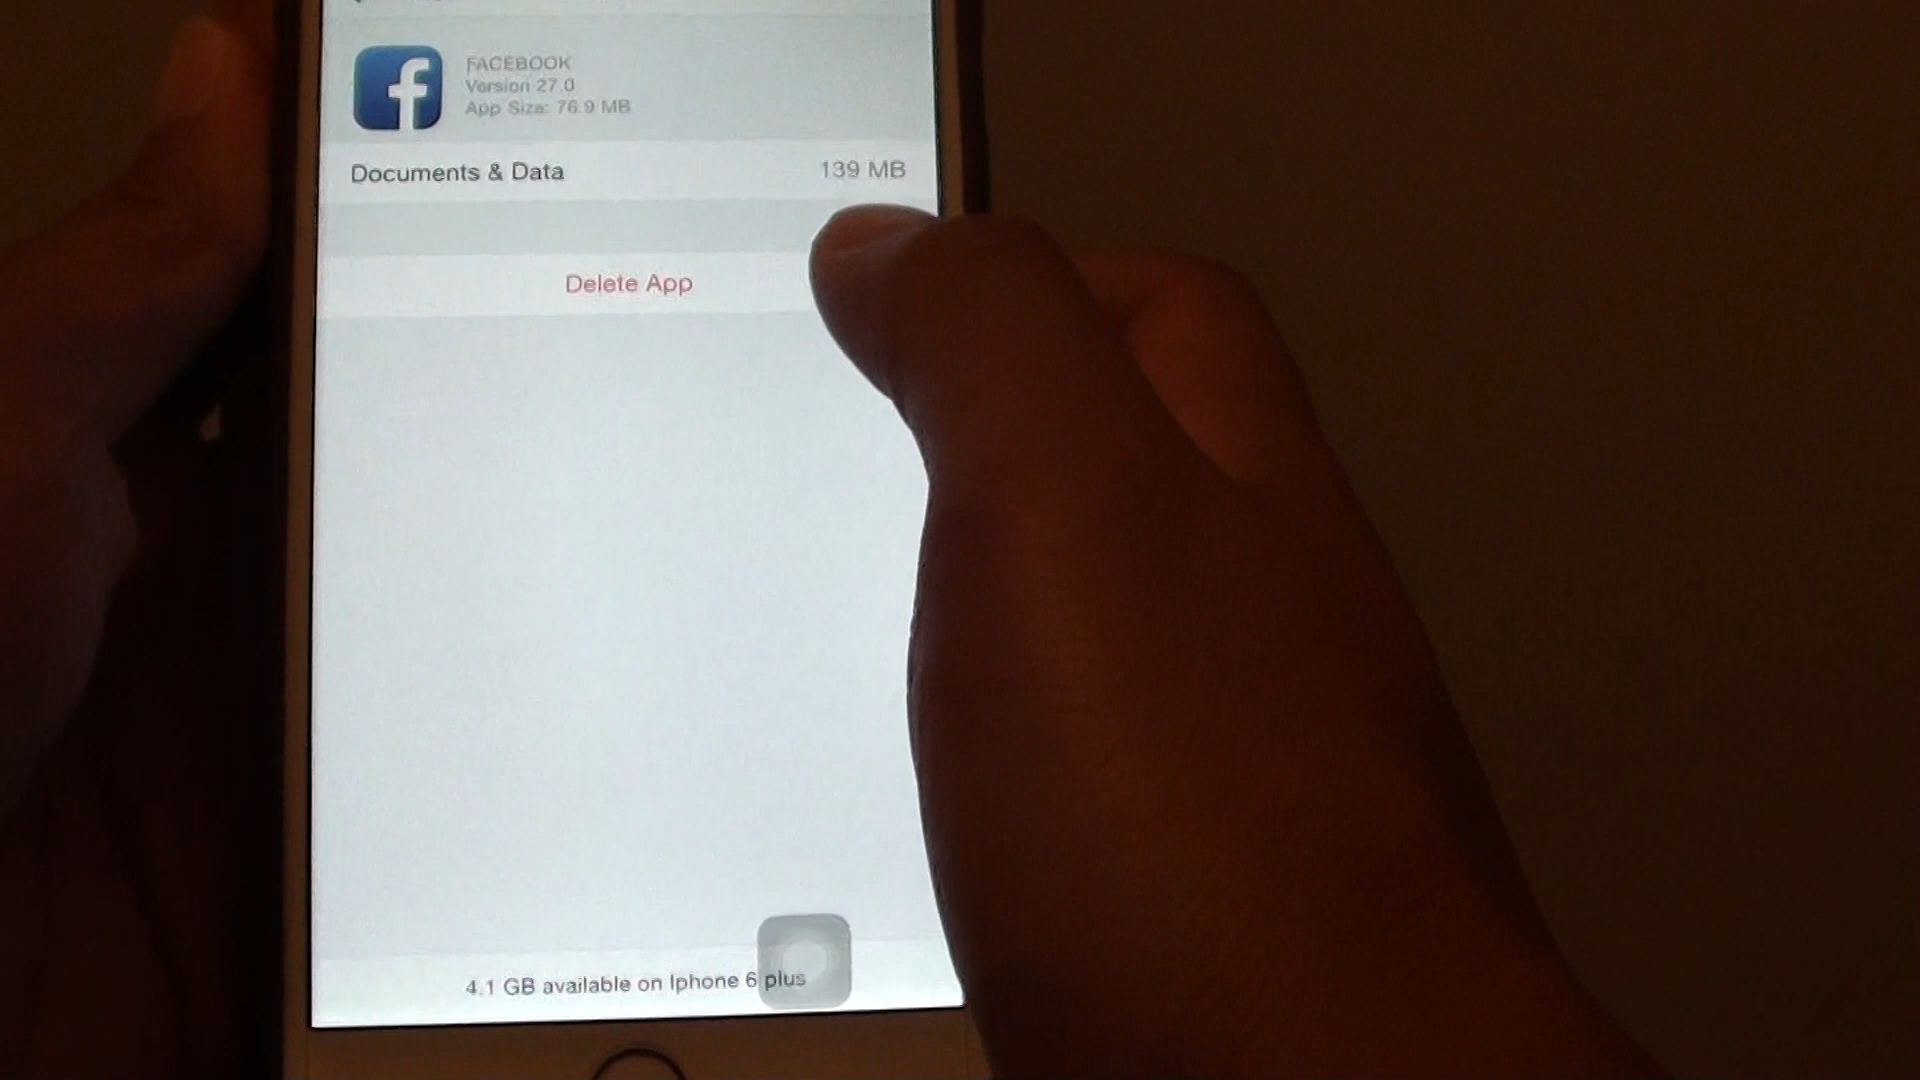 FACEBOOK
Version 27.0
App Size: 76.9 MB
Documents & Data 139 MB
Delete App
4.1 GB available on Iphone 6 plus